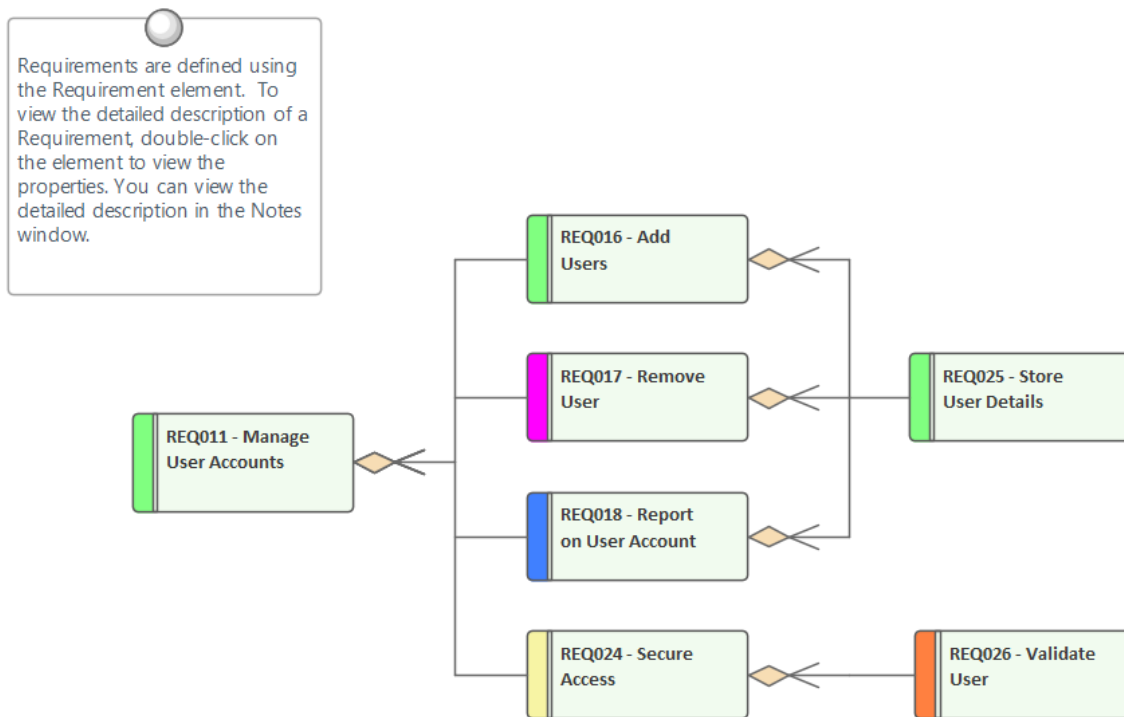 Requirements are defined using
the Requirement element.  To
view the detailed description of a
Requirement, double-click on
the element to view the
properties. You can view the
detailed description in the Notes
window.
REQ016 - Add
Users
REQ017 - Remove
User
REQ025 - Store
User Details
REQ011 - Manage
User Accounts
REQ018 - Report
on User Account
REQ024 - Secure
Access
REQ026 - Validate
User